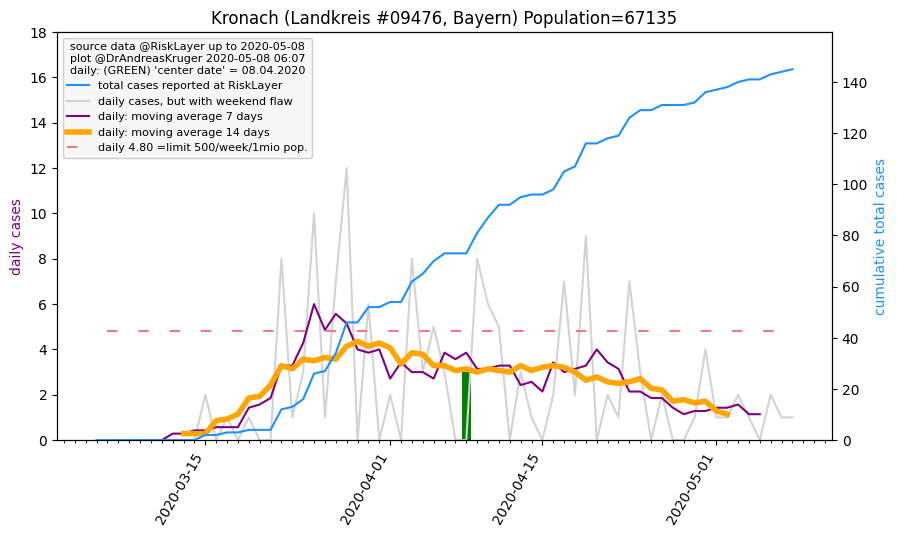 Kronach (Landkreis #09476, Bayern) Population=67135
source data @RiskLayer up to 2020-05-08
plot @DrAndreasKruger 2020-05-08 06:07
daily: (GREEN) 'center date' = 08.04.2020
total cases reported at RiskLayer
daily cases, but with weekend flaw
daily: moving average 7 days
daily: moving average 14 days
daily 4.80 =limit 500/week/1mio pop.
daily cases
18
16
14
12
10
8
6
4
2
0
cumulative total cases
140
120
100
80
60
40
20
0
2020-03-15
2020-04-01
2020-04-15
2020-05-01